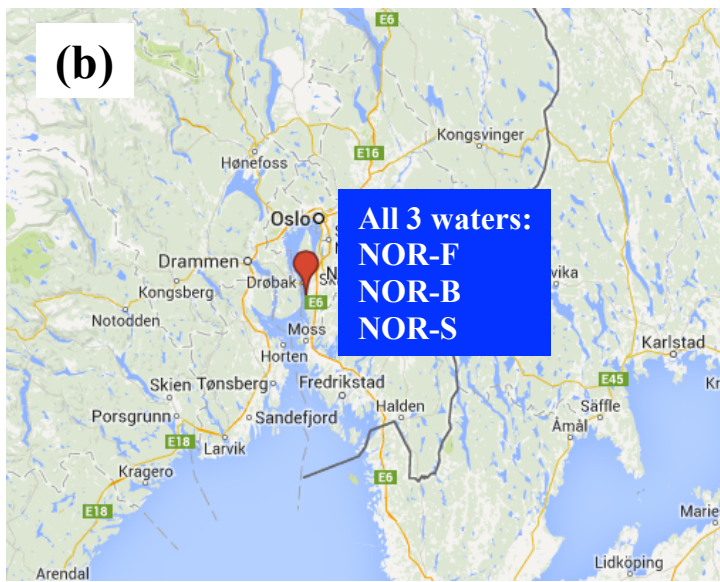 (b)
E6
Kongsvinger
Hønefoss
E16
Oslo
All 3 waters:
NOR-F
NOR-B
NOR-S
Drammen
Drøbak
Kongsberg
E6
Notodden
Moss
Horten
Karlstad
Skien
Tønsberg
Fredrikstad
E45
Porsgrunn
Sandefjord
Halden
Säffle
E18
Larvik
Åmål
Kragerø
E6
E18
Lidköping
Arendal